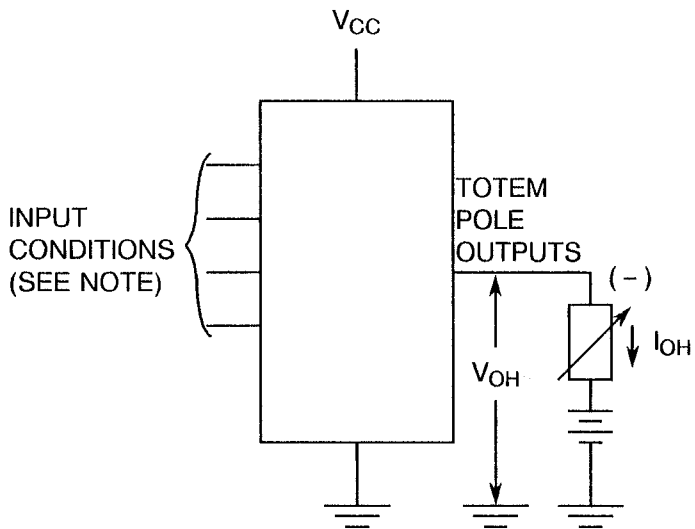 VCC
INPUT
CONDITIONS
(SEE NOTE)
TOTEM
POLE
OUTPUTS
(−)
IOH
VOH